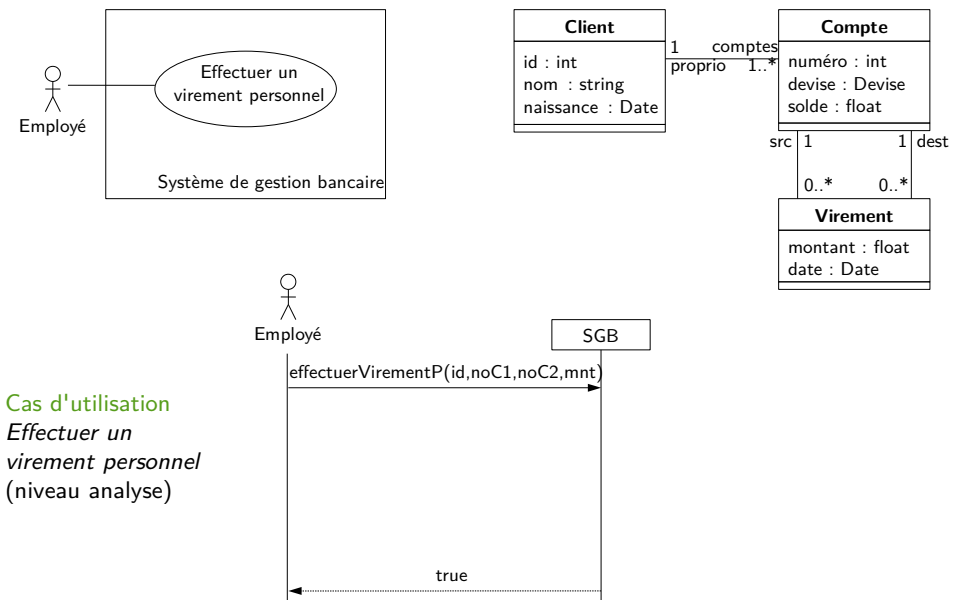 Employé
Effectuer un
virement personnel
Système de gestion bancaire
Client
id : int
nom : string
naissance : Date
1 comptes
proprio 1..*
Compte
numéro : int
devise : Devise
solde : float
src 1 1 dest
0..* 0..*
Virement
montant : float
date : Date
Employé
SGB
effectuerVirementP(id,noC1,noC2,mnt)
Cas d'utilisation
Effectuer un
virement personnel
(niveau analyse)
true